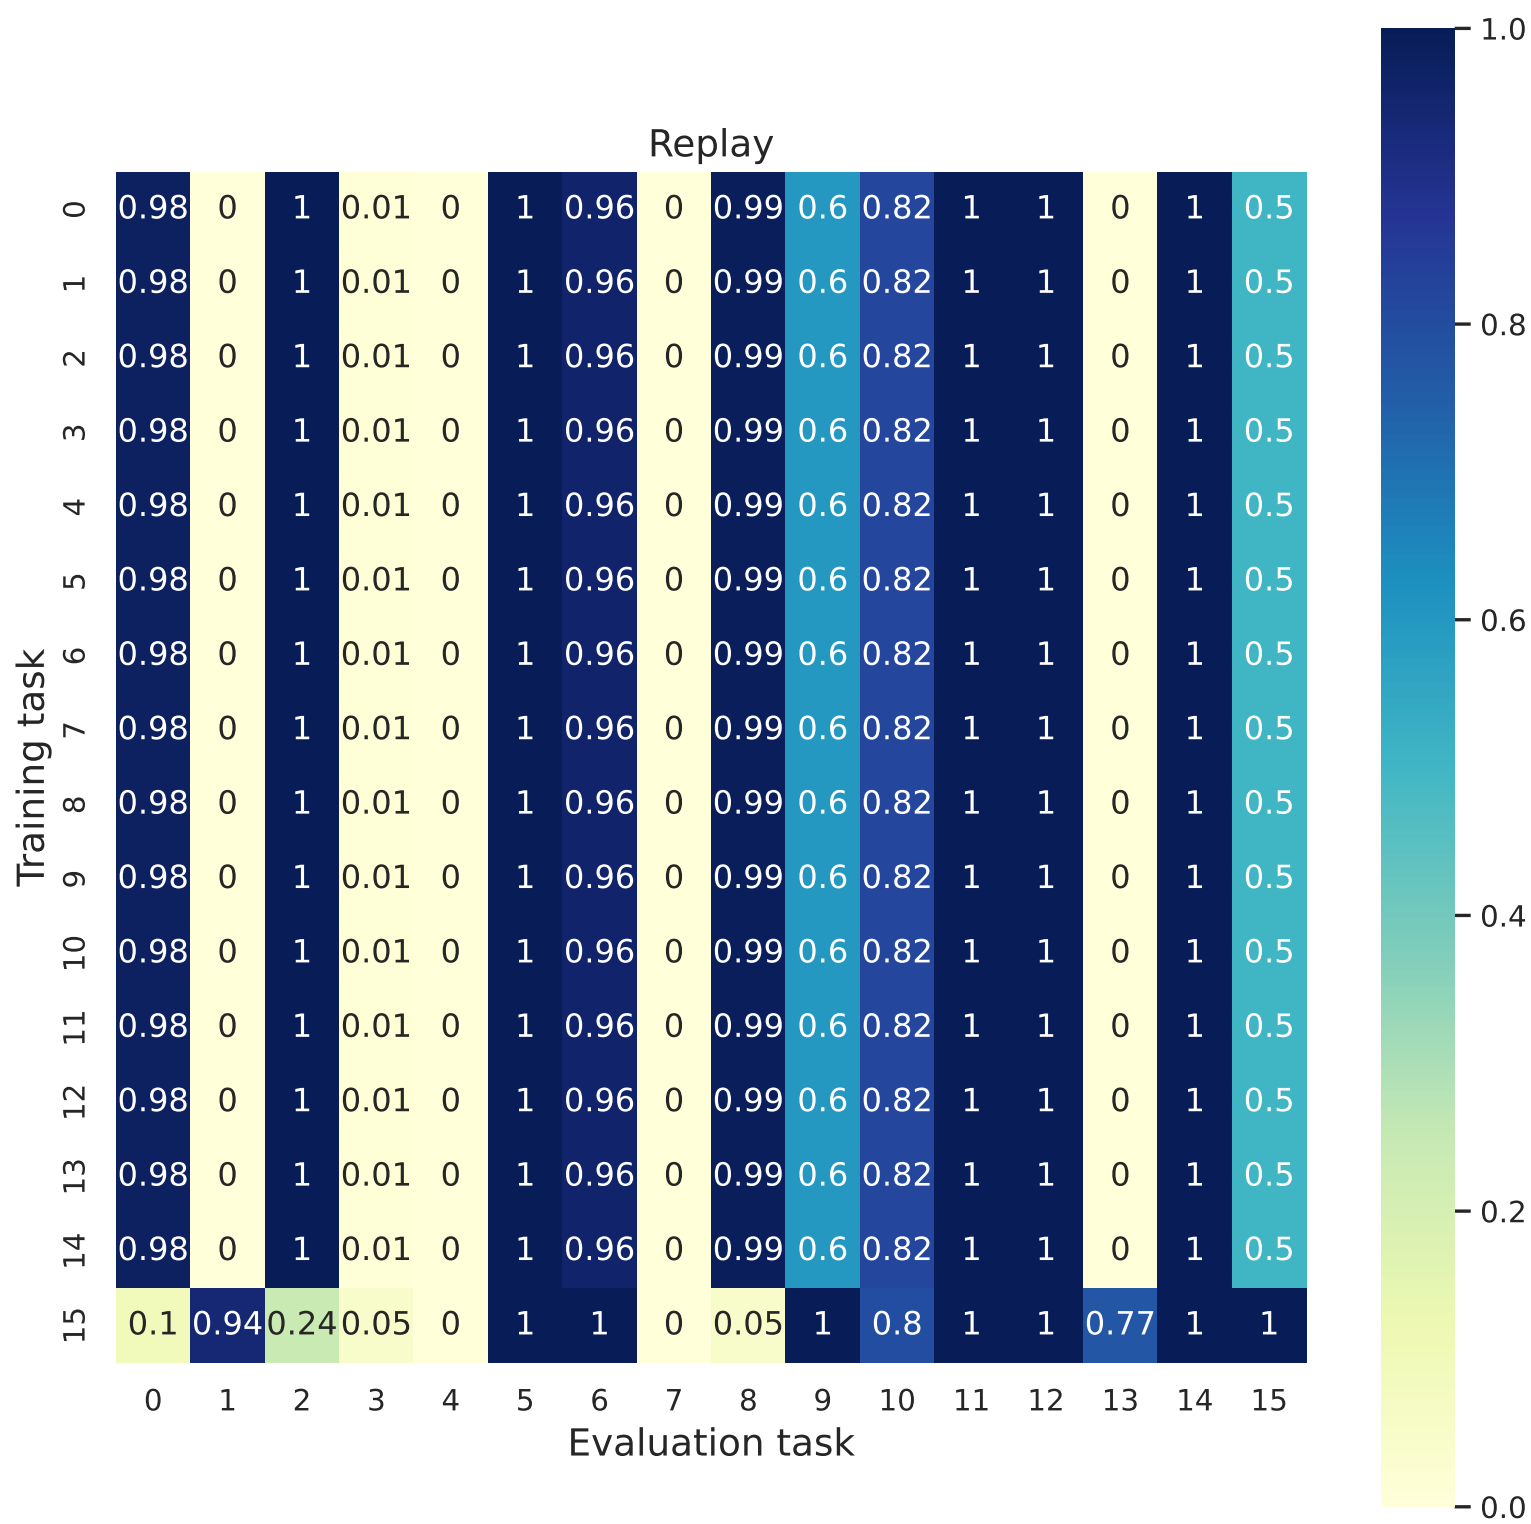 Replay
0 0.98 0 1 0.01 0 1 0.96 0 0.99 0.6 0.82 1 1 0 1 0.5
1 0.98 0 1 0.01 0 1 0.96 0 0.99 0.6 0.82 1 1 0 1 0.5
2 0.98 0 1 0.01 0 1 0.96 0 0.99 0.6 0.82 1 1 0 1 0.5
3 0.98 0 1 0.01 0 1 0.96 0 0.99 0.6 0.82 1 1 0 1 0.5
4 0.98 0 1 0.01 0 1 0.96 0 0.99 0.6 0.82 1 1 0 1 0.5
5 0.98 0 1 0.01 0 1 0.96 0 0.99 0.6 0.82 1 1 0 1 0.5
6 0.98 0 1 0.01 0 1 0.96 0 0.99 0.6 0.82 1 1 0 1 0.5
7 0.98 0 1 0.01 0 1 0.96 0 0.99 0.6 0.82 1 1 0 1 0.5
8 0.98 0 1 0.01 0 1 0.96 0 0.99 0.6 0.82 1 1 0 1 0.5
9 0.98 0 1 0.01 0 1 0.96 0 0.99 0.6 0.82 1 1 0 1 0.5
10 0.98 0 1 0.01 0 1 0.96 0 0.99 0.6 0.82 1 1 0 1 0.5
11 0.98 0 1 0.01 0 1 0.96 0 0.99 0.6 0.82 1 1 0 1 0.5
12 0.98 0 1 0.01 0 1 0.96 0 0.99 0.6 0.82 1 1 0 1 0.5
13 0.98 0 1 0.01 0 1 0.96 0 0.99 0.6 0.82 1 1 0 1 0.5
14 0.98 0 1 0.01 0 1 0.96 0 0.99 0.6 0.82 1 1 0 1 0.5
15 0.1 0.94 0.24 0.05 0 1 1 0 0.05 1 0.8 1 1 0.77 1 1
0 1 2 3 4 5 6 7 8 9 10 11 12 13 14 15
Evaluation task
Training task
1.0
0.8
0.6
0.4
0.2
0.0